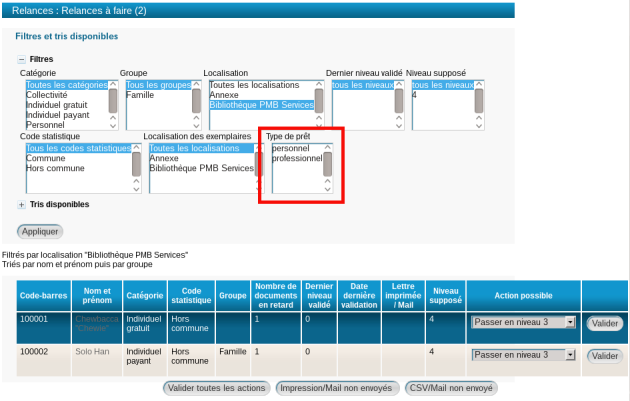 Relances : Relances à faire (2)
Filtres et tris disponibles
Filtres
Catégorie Groupe Localisation Dernier niveau validé Niveau supposé
Toutes les catégories Tous les groupes Toutes les localisations tous les niveaux tous les niveaux
Collectivité Famille Annexe 4
Individuel gratuit Bibliothèque PMB Services
Individuel payant
Personnel
Code statistique Localisation des exemplaires Type de prêt
Tous les codes statistiques Toutes les localisations personnel
Commune Annexe professionnel
Hors commune Bibliothèque PMB Services
Tris disponibles
Appliquer
Filtrés par localisation "Bibliothèque PMB Services"
Triés par nom et prénom puis par groupe
Code-barres Nom et prénom Catégorie Code statistique Groupe Nombre de documents en retard Dernier niveau validé Date dernière validation Lettre imprimée / Mail Niveau supposé Action possible
100001 Chewbacca "Chewie" Individuel gratuit Hors commune 1 0 4 Passer en niveau 3 Valider
100002 Solo Han Individuel payant Hors commune Famille 1 0 4 Passer en niveau 3 Valider
Valider toutes les actions Impression/Mail non envoyés CSV/Mail non envoyé